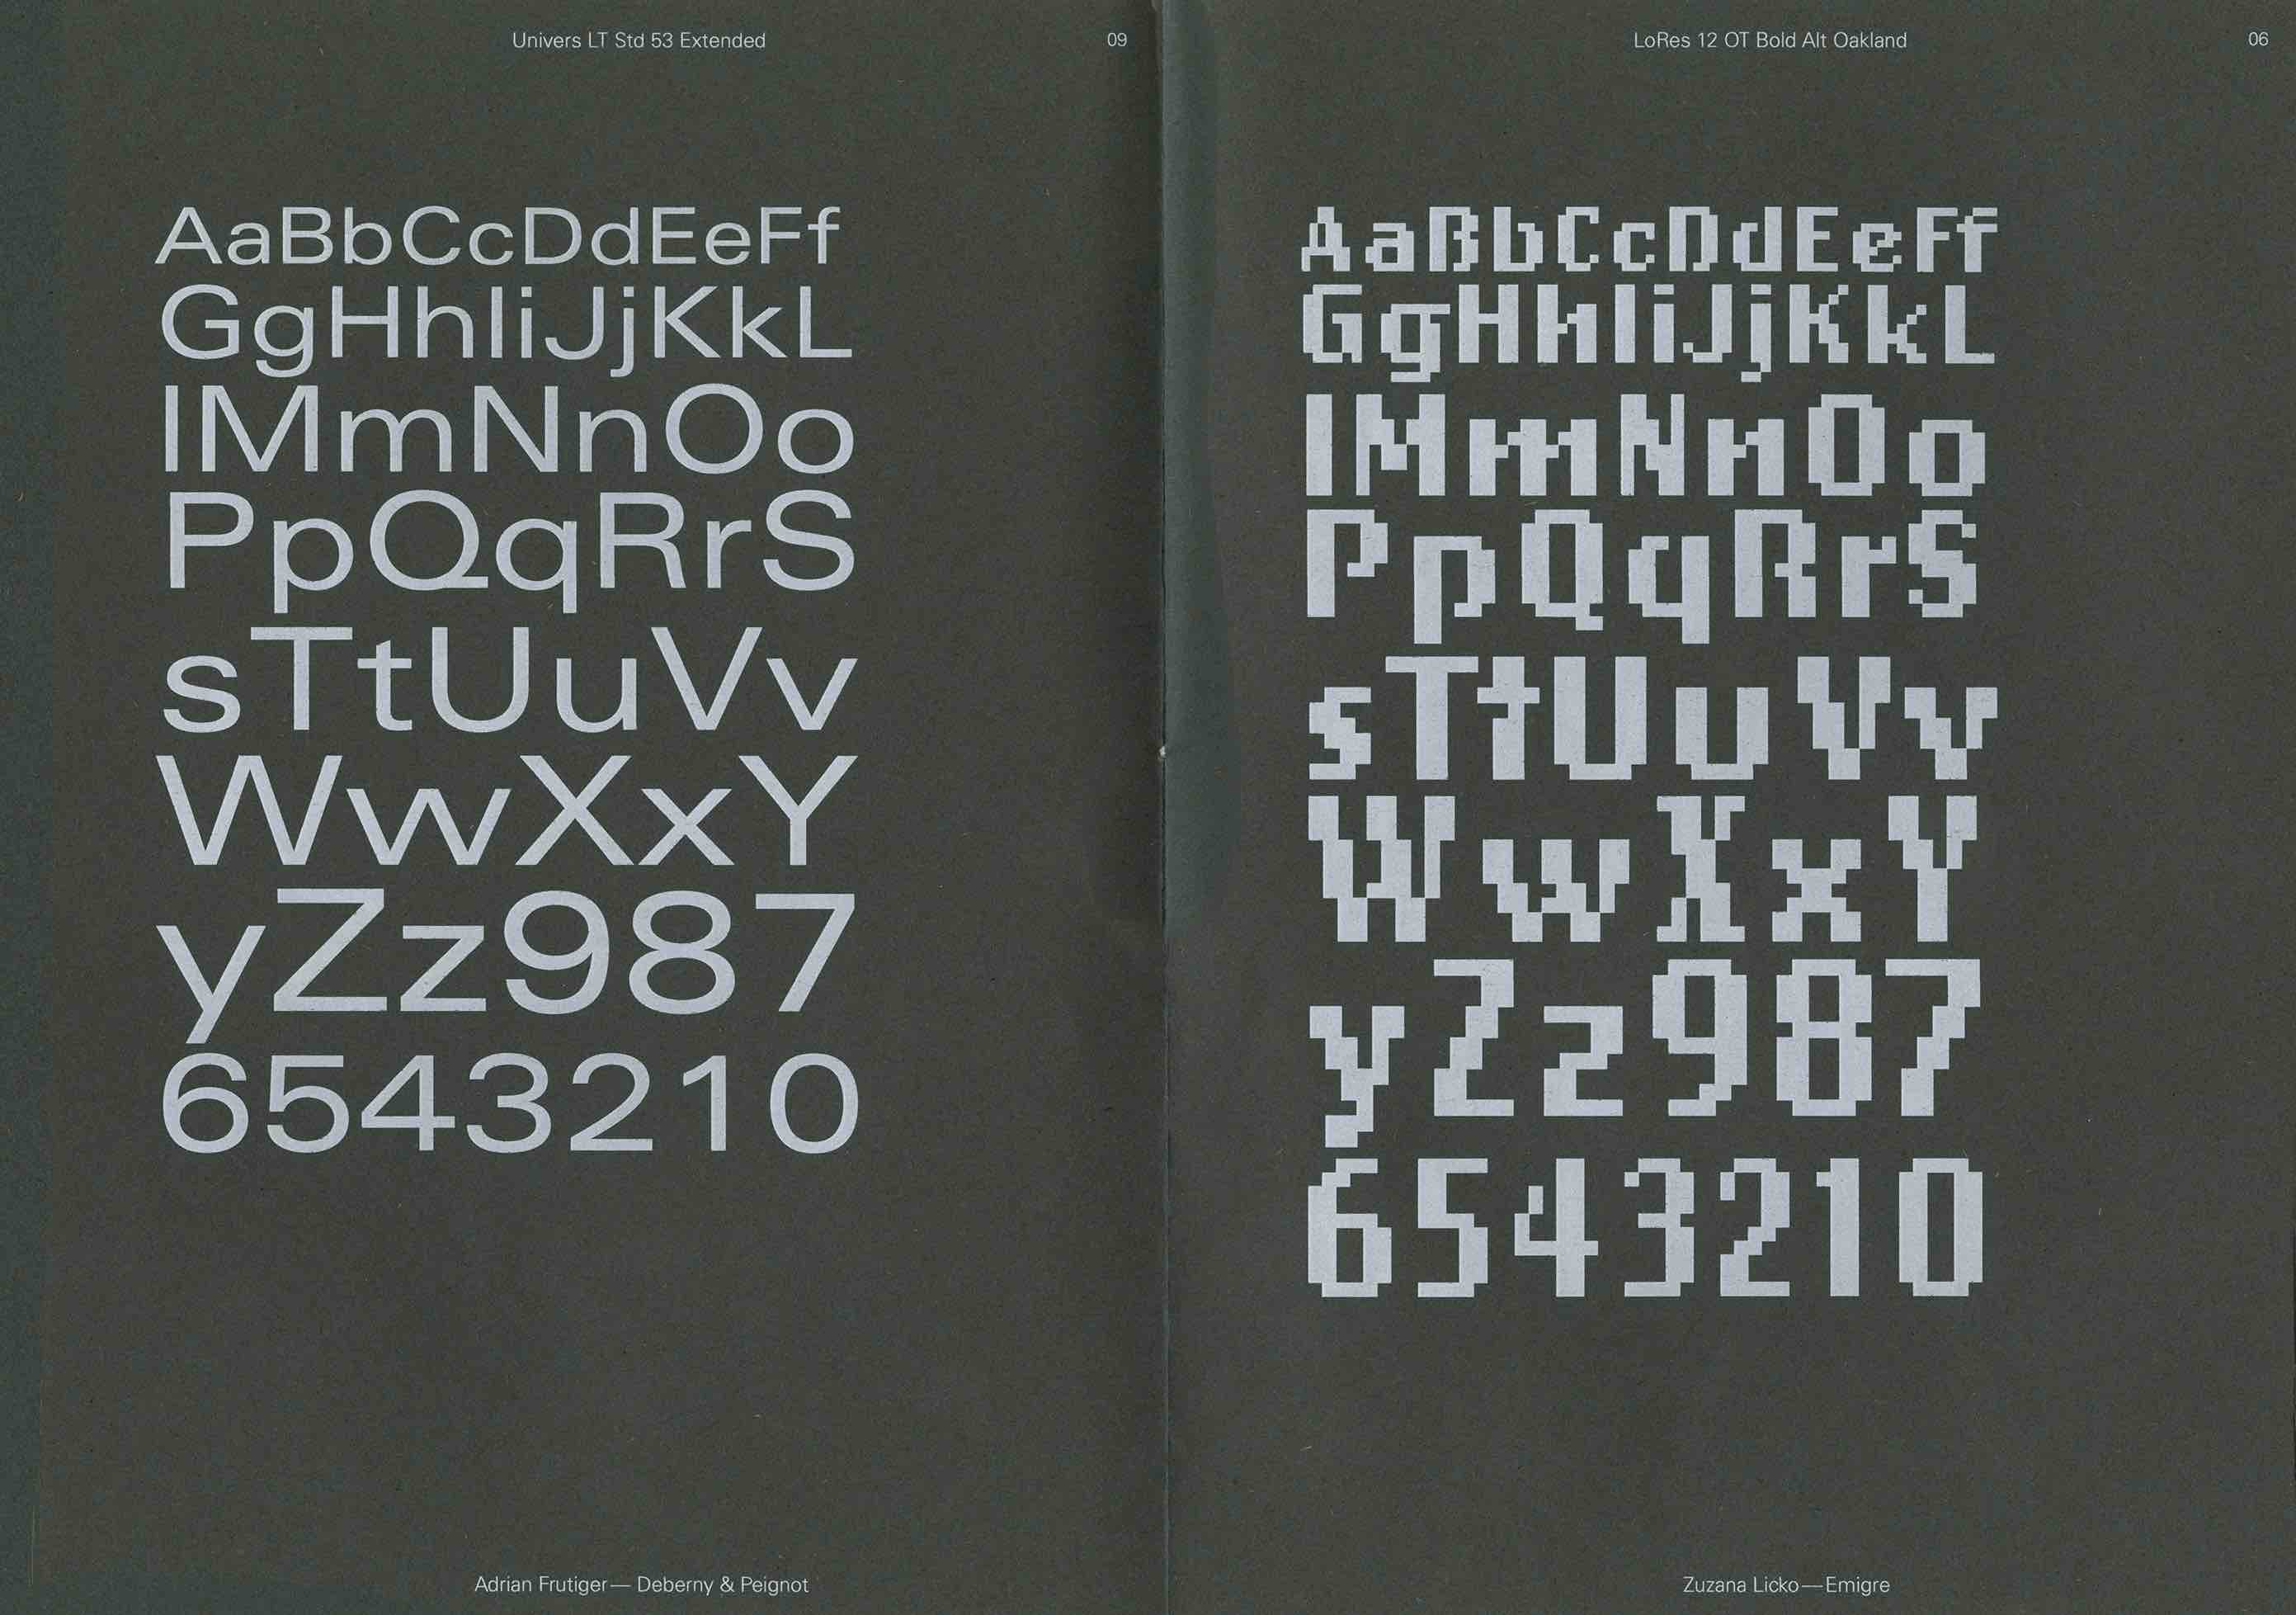 Univers LT Std 53 Extended
09
AaBbCcDdEeFf
GgHhIiJjKkL
lMmNnOo
PpQqRrS
sTtUuVv
WwXxY
yZz987
6543210
Adrian Frutiger— Deberny & Peignot
LoRes 12 OT Bold Alt Oakland
06
AaBbCcDdEeFf
GgHhIiJjKkL
lMmNnOo
PpQqRrS
sTtUuVv
WwXxY
yZz987
6543210
Zuzana Licko—Emigre